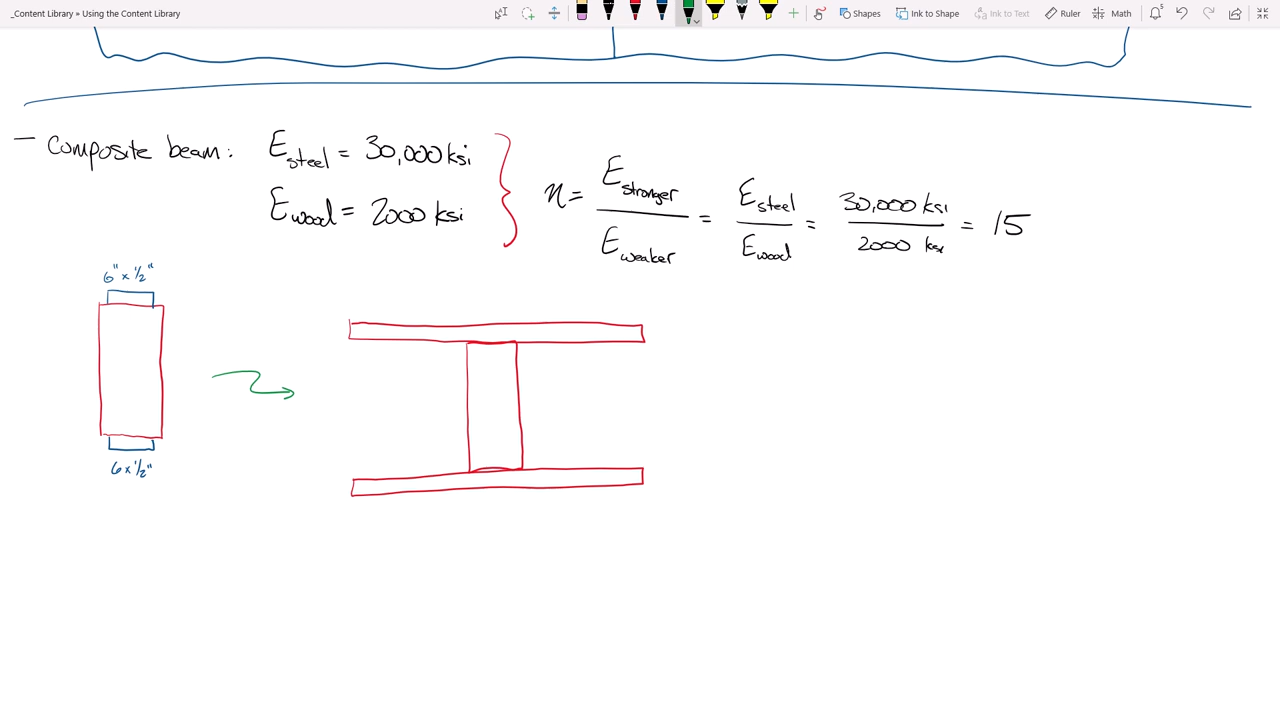 _Content Library » Using the Content Library
Shapes
Ink to Shape
Ink to Text
Ruler
Math
5
— Composite beam: E steel = 30,000 ksi
E wood = 2000 ksi
n = E stronger / E weaker = E steel / E wood = 30,000 ksi / 2000 ksi = 15
6" x 1/2"
6 x 1/2"